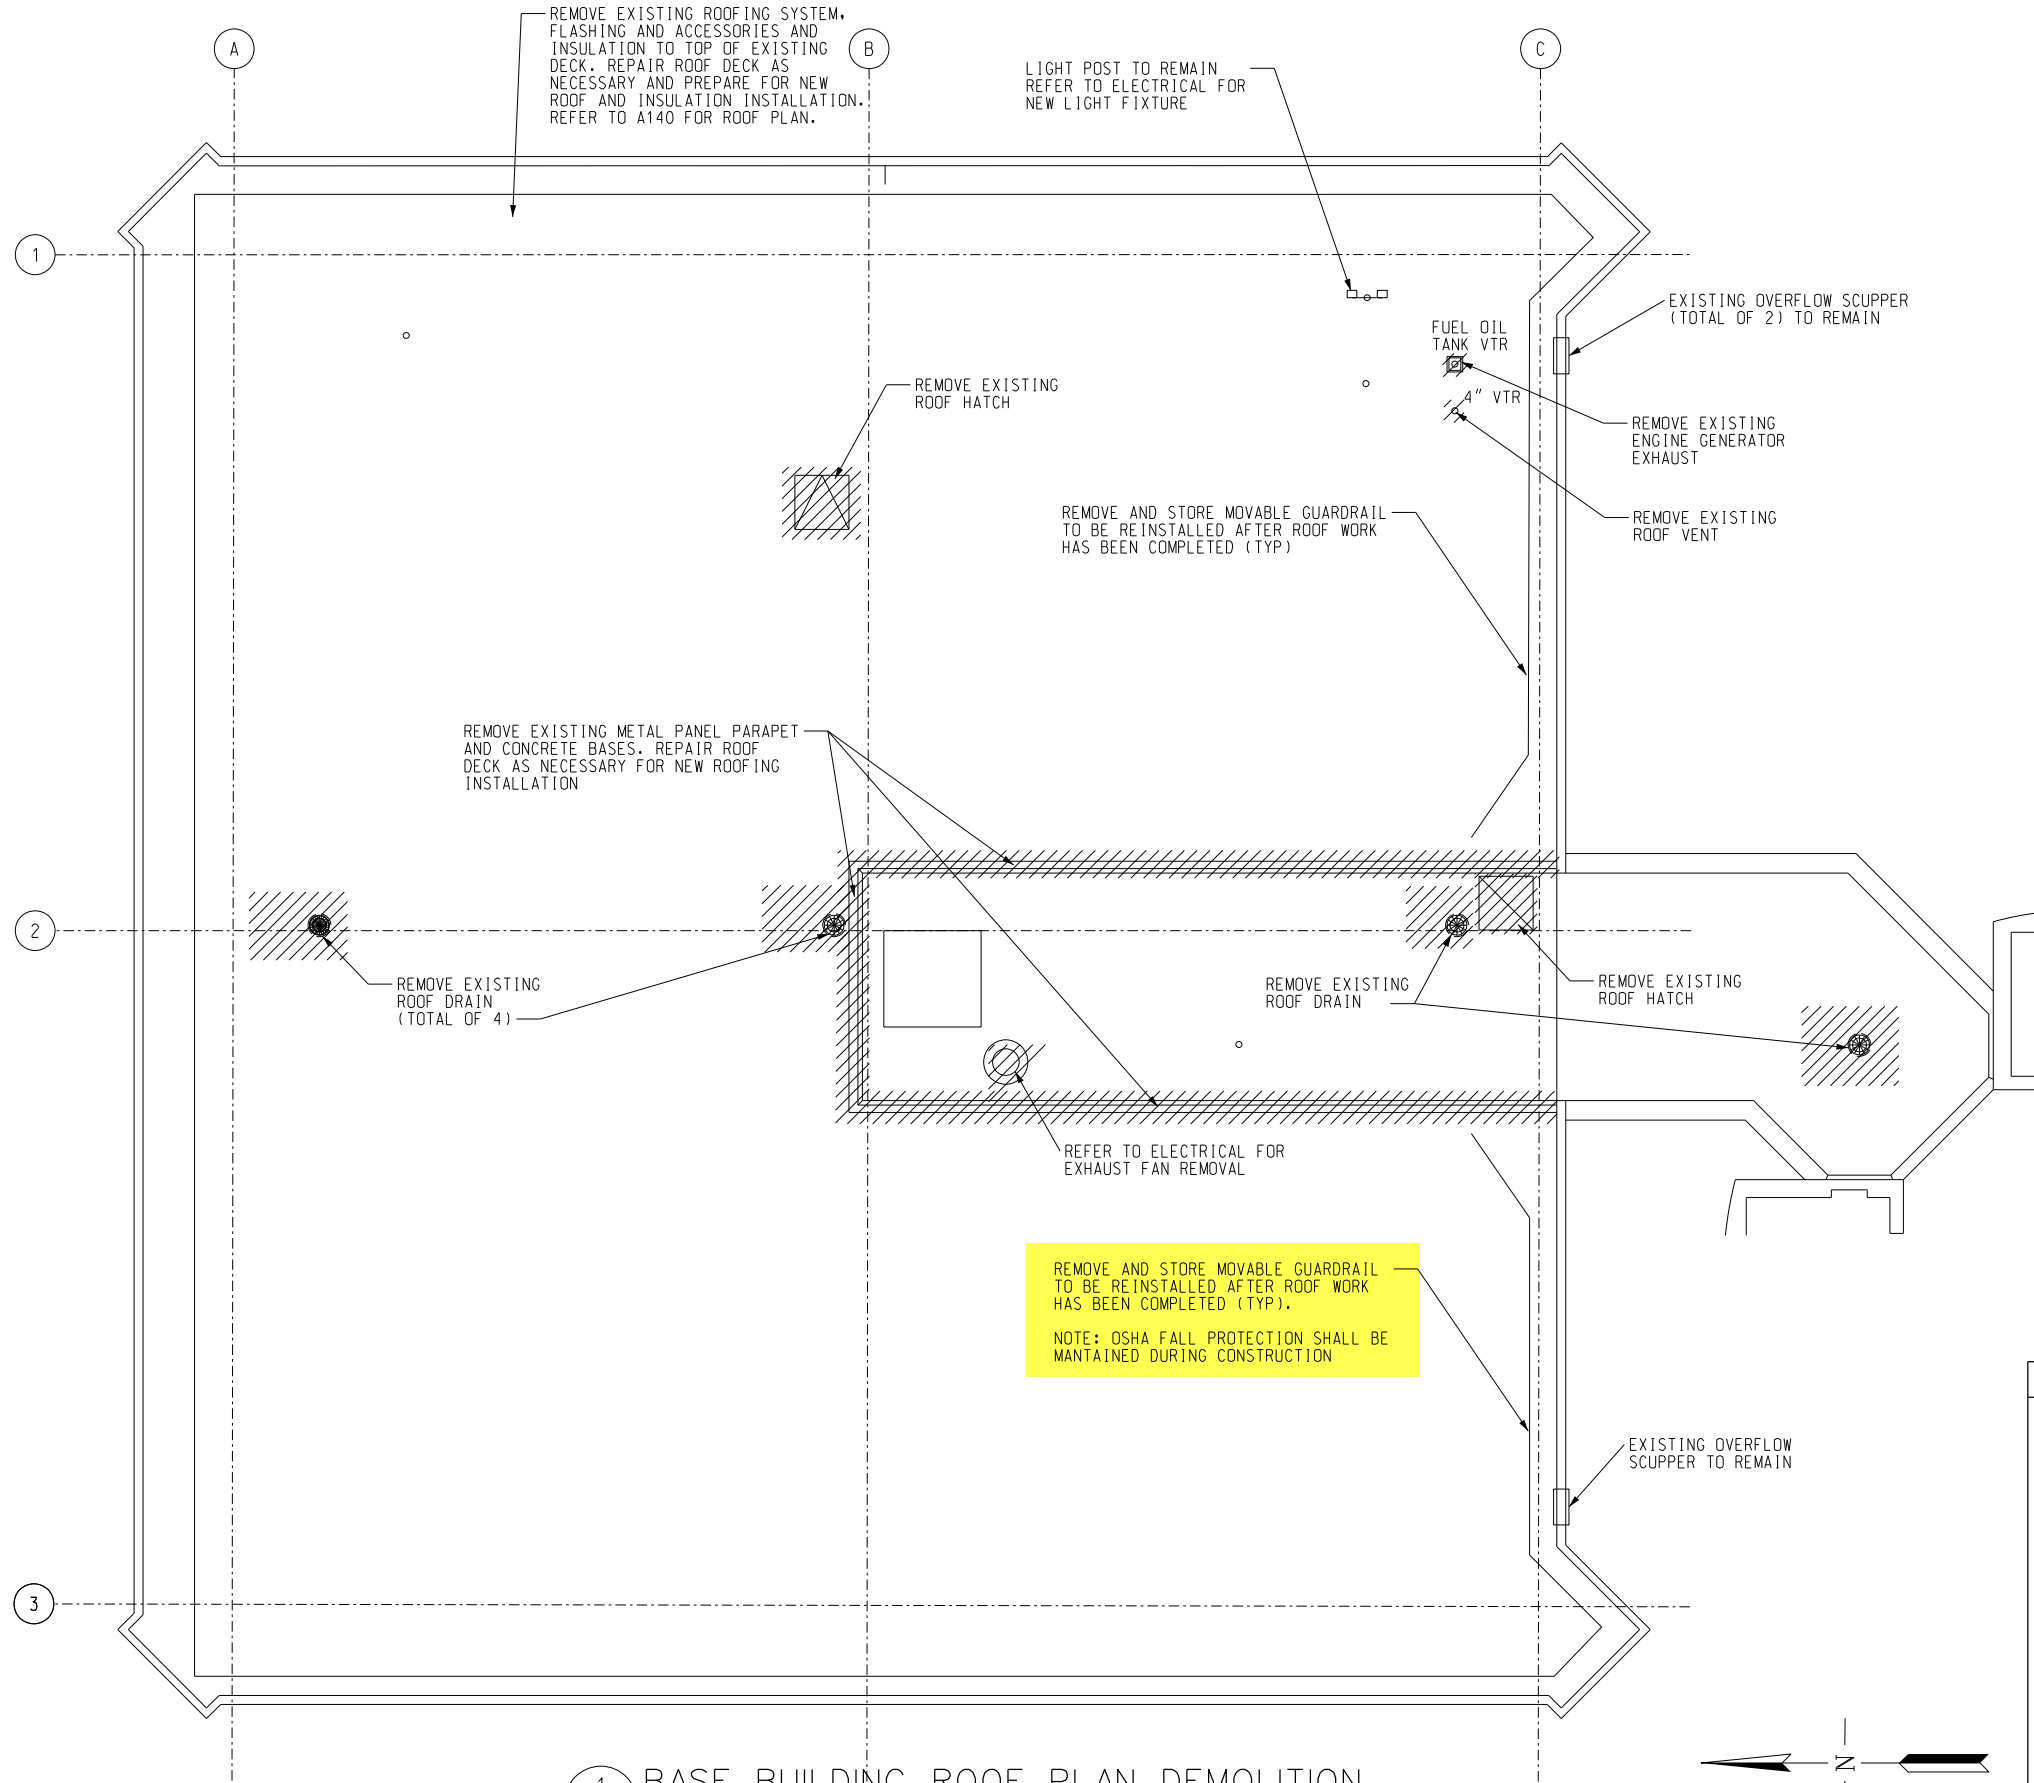 REMOVE EXISTING ROOFING SYSTEM,
FLASHING AND ACCESSORIES AND
INSULATION TO TOP OF EXISTING
DECK. REPAIR ROOF DECK AS
NECESSARY AND PREPARE FOR NEW
ROOF AND INSULATION INSTALLATION.
REFER TO A140 FOR ROOF PLAN.
A
B
C
LIGHT POST TO REMAIN
REFER TO ELECTRICAL FOR
NEW LIGHT FIXTURE
1
EXISTING OVERFLOW SCUPPER
(TOTAL OF 2) TO REMAIN
FUEL OIL
TANK VTR
REMOVE EXISTING
ROOF HATCH
4" VTR
REMOVE EXISTING
ENGINE GENERATOR
EXHAUST
REMOVE AND STORE MOVABLE GUARDRAIL
TO BE REINSTALLED AFTER ROOF WORK
HAS BEEN COMPLETED (TYP)
REMOVE EXISTING
ROOF VENT
REMOVE EXISTING METAL PANEL PARAPET
AND CONCRETE BASES. REPAIR ROOF
DECK AS NECESSARY FOR NEW ROOFING
INSTALLATION
2
REMOVE EXISTING
ROOF DRAIN
(TOTAL OF 4)
REMOVE EXISTING
ROOF DRAIN
REMOVE EXISTING
ROOF HATCH
REFER TO ELECTRICAL FOR
EXHAUST FAN REMOVAL
REMOVE AND STORE MOVABLE GUARDRAIL
TO BE REINSTALLED AFTER ROOF WORK
HAS BEEN COMPLETED (TYP).
NOTE: OSHA FALL PROTECTION SHALL BE
MANTAINED DURING CONSTRUCTION
EXISTING OVERFLOW
SCUPPER TO REMAIN
3
N
1
BASE BUILDING ROOF PLAN DEMOLITION